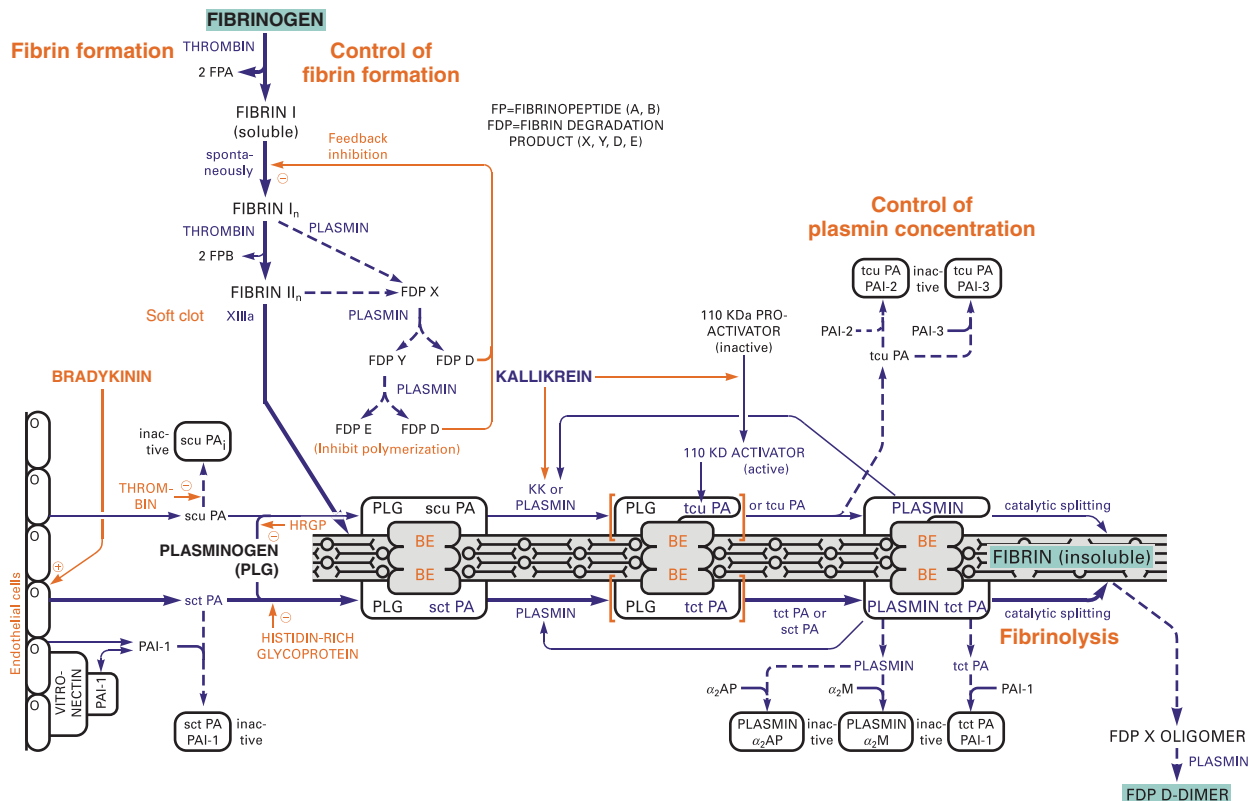 FIBRINOGEN
Fibrin formation
THROMBIN
Control of
fibrin formation
2 FPA
FIBRIN I
(soluble)
FP=FIBRINOPEPTIDE (A, B)
FDP=FIBRIN DEGRADATION
PRODUCT (X, Y, D, E)
Feedback
inhibition
sponta-
neously
⊖
FIBRIN In
THROMBIN
PLASMIN
2 FPB
FIBRIN IIn
FDP X
Soft clot
XIIIa
PLASMIN
FDP Y
FDP D
PLASMIN
FDP E
FDP D
(Inhibit polymerization)
Control of
plasmin concentration
tcu PA
PAI-2
inac-
tive
tcu PA
PAI-3
PAI-2
PAI-3
tcu PA
110 KDa PRO-
ACTIVATOR
(inactive)
KALLIKREIN
110 KD ACTIVATOR
(active)
KK or
PLASMIN
BRADYKININ
inac-
tive
scu PAi
THROM-
BIN
⊖
scu PA
HRGP
⊖
PLASMINOGEN
(PLG)
PLG
scu PA
PLG
tcu PA
or tcu PA
PLASMIN
catalytic splitting
BE
BE
BE
BE
BE
BE
FIBRIN (insoluble)
⊕
sct PA
PLG
sct PA
PLASMIN
PLG
tct PA
tct PA or
sct PA
PLASMIN tct PA
catalytic splitting
Fibrinolysis
⊖
HISTIDIN-RICH
GLYCOPROTEIN
Endothelial cells
O
O
O
O
O
O
PAI-1
VITRO-
NECTIN
PAI-1
sct PA
PAI-1
inac-
tive
PLASMIN
tct PA
α2AP
α2M
PAI-1
PLASMIN
α2AP
inac-
tive
PLASMIN
α2M
inac-
tive
tct PA
PAI-1
FDP X OLIGOMER
PLASMIN
FDP D-DIMER